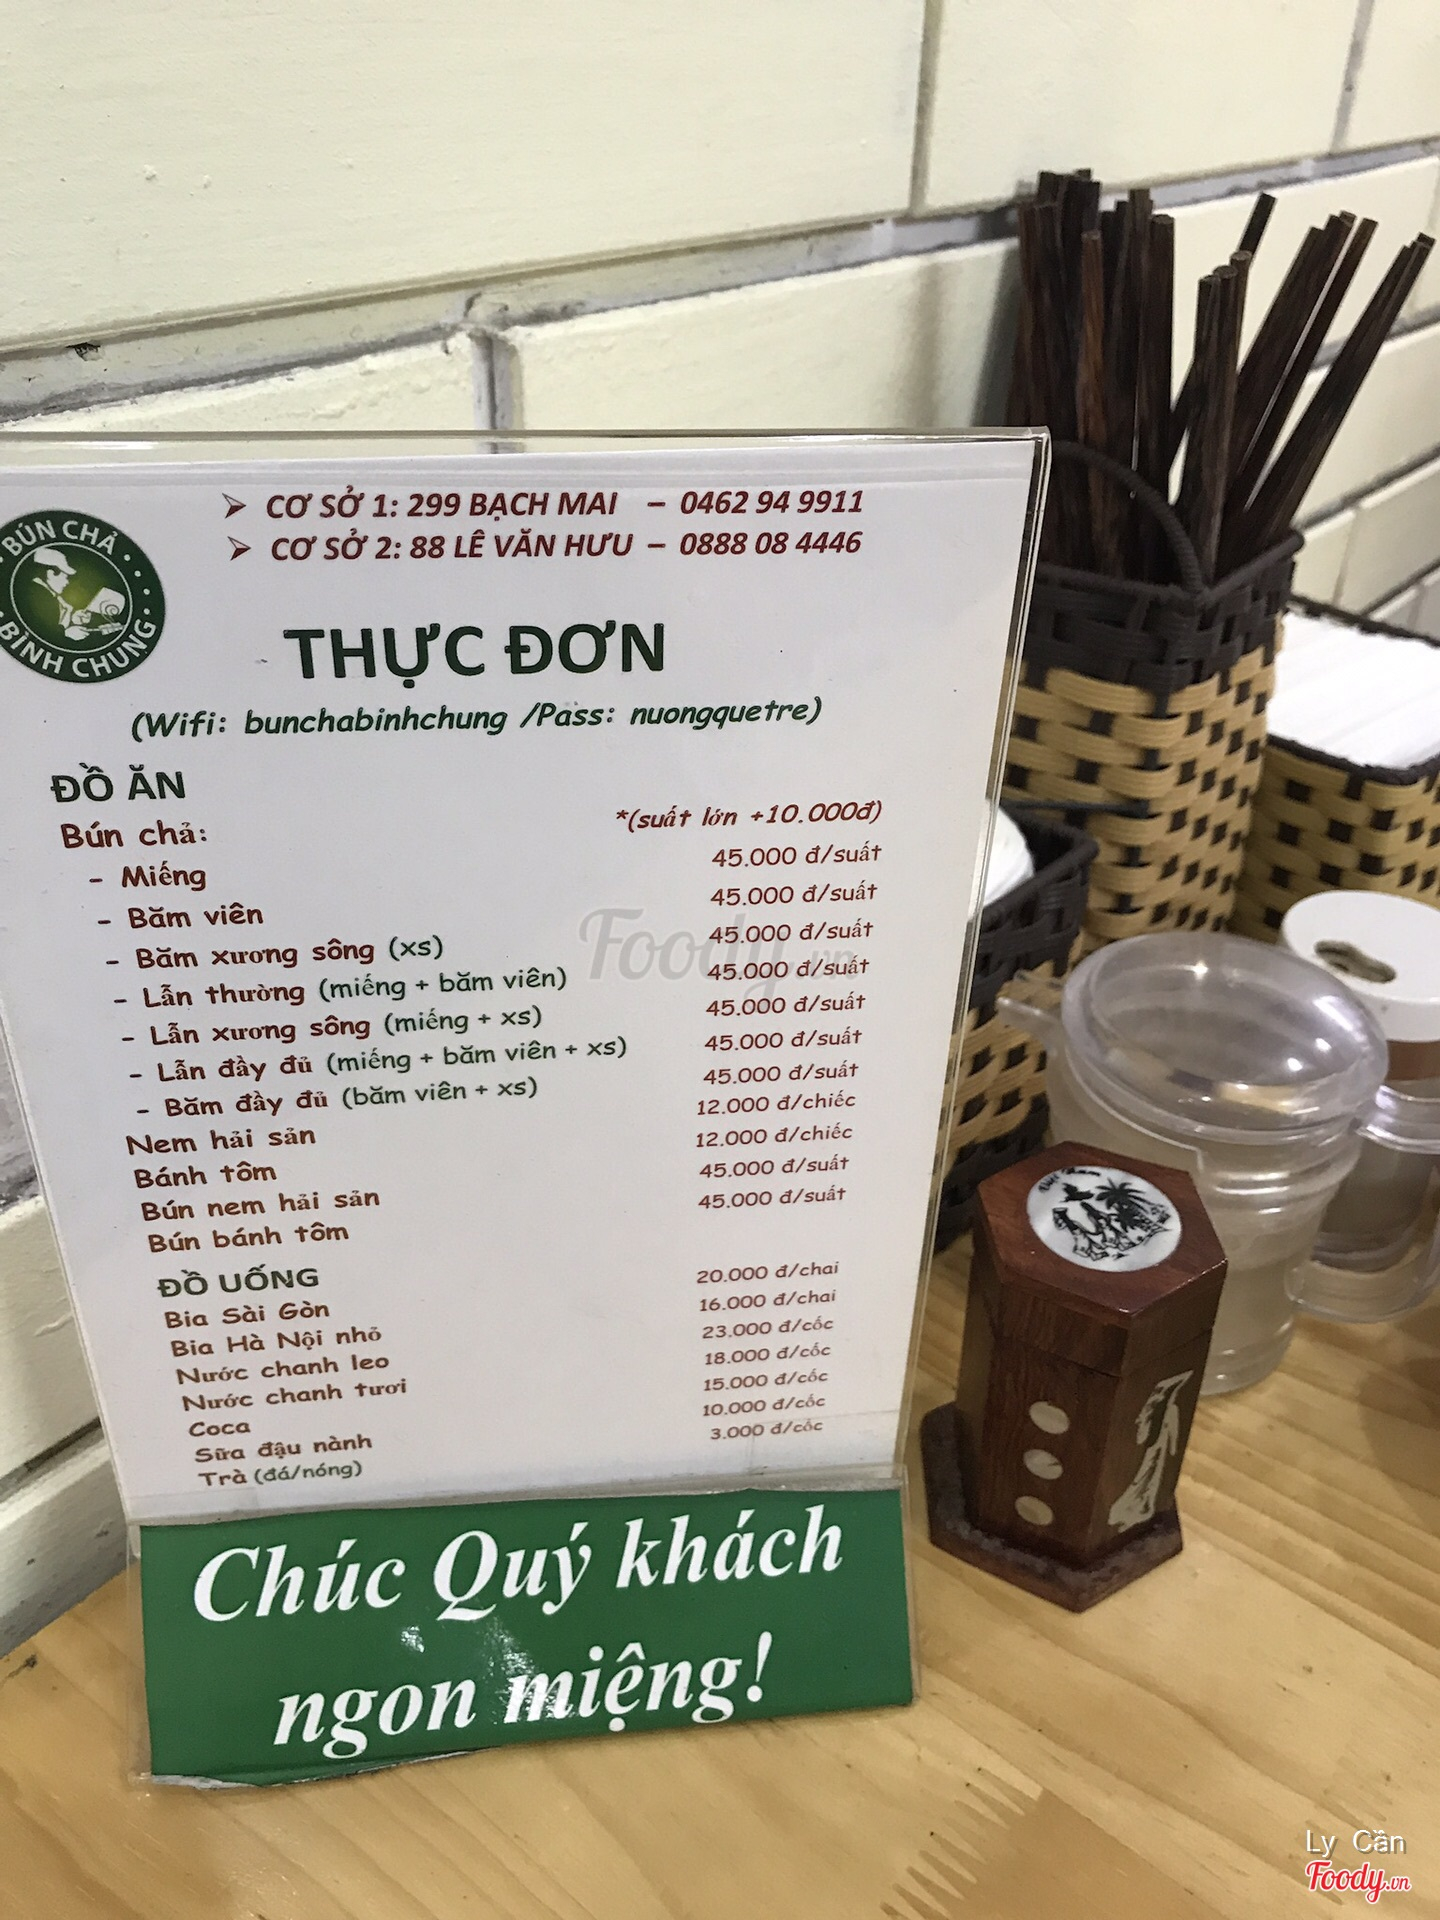 BÚN CHẢ
BÌNH CHUNG
➢ CƠ SỞ 1: 299 BẠCH MAI – 0462 94 9911
➢ CƠ SỞ 2: 88 LÊ VĂN HƯU – 0888 08 4446
THỰC ĐƠN
(Wifi: bunchabinhchung /Pass: nuongquetre)
ĐỒ ĂN
Bún chả: *(suất lớn +10.000đ)
- Miếng 45.000 đ/suất
- Băm viên 45.000 đ/suất
- Băm xương sông (xs) 45.000 đ/suất
- Lẫn thường (miếng + băm viên) 45.000 đ/suất
- Lẫn xương sông (miếng + xs) 45.000 đ/suất
- Lẫn đầy đủ (miếng + băm viên + xs) 45.000 đ/suất
- Băm đầy đủ (băm viên + xs) 45.000 đ/suất
Nem hải sản 12.000 đ/chiếc
Bánh tôm 12.000 đ/chiếc
Bún nem hải sản 45.000 đ/suất
Bún bánh tôm 45.000 đ/suất
ĐỒ UỐNG
Bia Sài Gòn 20.000 đ/chai
Bia Hà Nội nhỏ 16.000 đ/chai
Nước chanh leo 23.000 đ/cốc
Nước chanh tươi 18.000 đ/cốc
Coca 15.000 đ/cốc
Sữa đậu nành 10.000 đ/cốc
Trà (đá/nóng) 3.000 đ/cốc
Chúc Quý khách
ngon miệng!
Foody.vn
Việt Nam
Ly Cần
Foody.vn